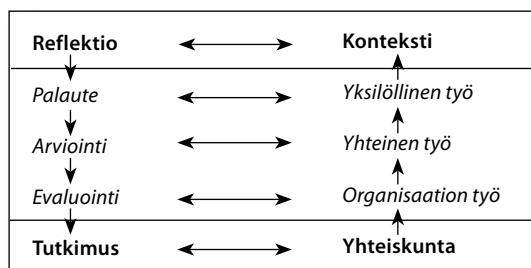 Reflektio Konteksti
Palaute Yksilöllinen työ
Arviointi Yhteinen työ
Evaluointi Organisaation työ
Tutkimus Yhteiskunta